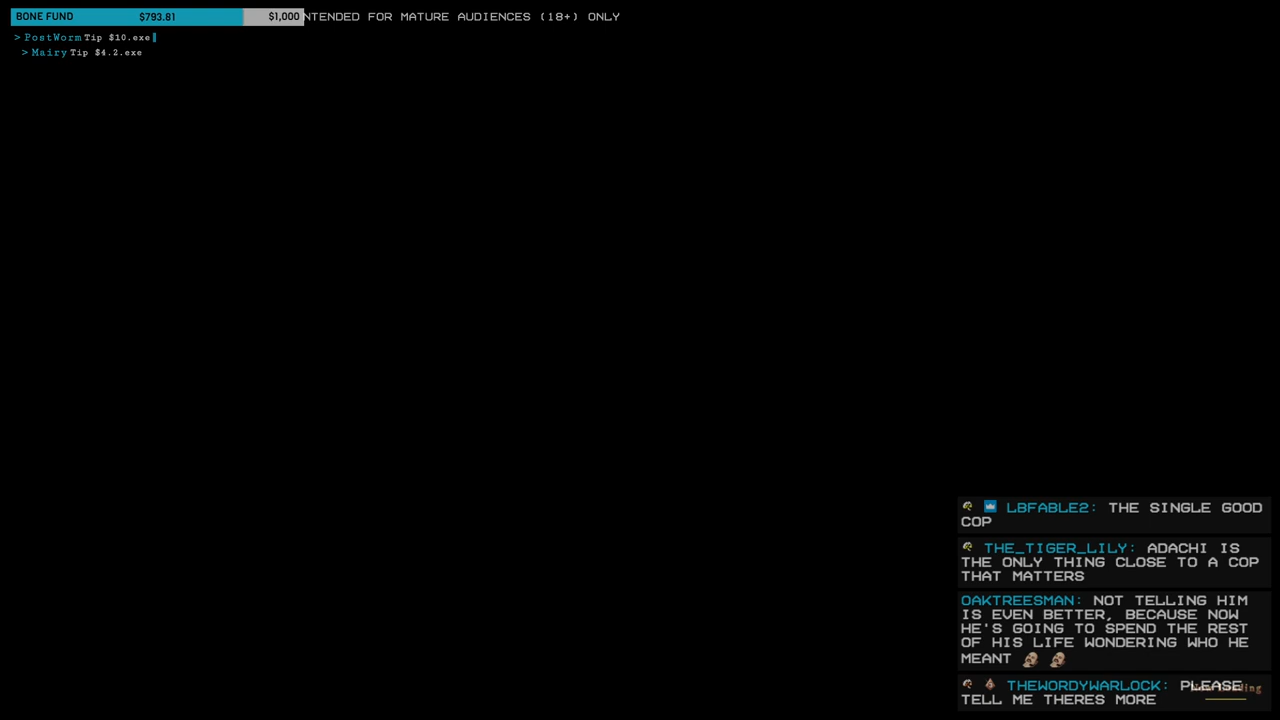 BONE FUND $793.81 $1,000 NTENDED FOR MATURE AUDIENCES (18+) ONLY
> PostWorm Tip $10.exe
> Mairy Tip $4.2.exe
LBFABLE2: THE SINGLE GOOD
COP
THE_TIGER_LILY: ADACHI IS
THE ONLY THING CLOSE TO A COP
THAT MATTERS
OAKTREESMAN: NOT TELLING HIM
IS EVEN BETTER, BECAUSE NOW
HE'S GOING TO SPEND THE REST
OF HIS LIFE WONDERING WHO HE
MEANT
THEWORDYWARLOCK: PLEASE
TELL ME THERES MORE